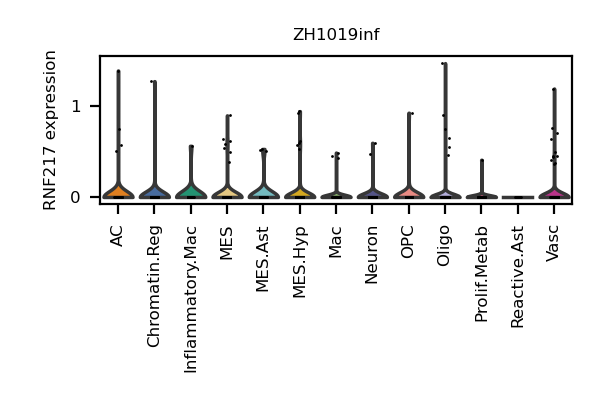 ZH1019inf
RNF217 expression
1
0
AC
Chromatin.Reg
Inflammatory.Mac
MES
MES.Ast
MES.Hyp
Mac
Neuron
OPC
Oligo
Prolif.Metab
Reactive.Ast
Vasc